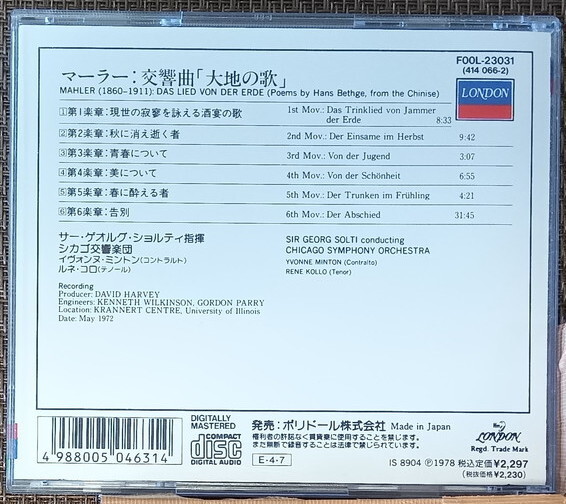 FOOL-23031
(414 066-2)
マーラー：交響曲「大地の歌」
MAHLER (1860-1911): DAS LIED VON DER ERDE (Poems by Hans Bethge, from the Chinise)
LONDON
①第1楽章：現世の寂寥を詠える酒宴の歌 1st Mov.: Das Trinklied von Jammer der Erde 8:33
②第2楽章：秋に消え逝く者 2nd Mov.: Der Einsame im Herbst 9:42
③第3楽章：青春について 3rd Mov.: Von der Jugend 3:07
④第4楽章：美について 4th Mov.: Von der Schönheit 6:55
⑤第5楽章：春に酔える者 5th Mov.: Der Trunken im Frühling 4:21
⑥第6楽章：告別 6th Mov.: Der Abschied 31:45
サー・ゲオルグ・ショルティ指揮 SIR GEORG SOLTI conducting
シカゴ交響楽団 CHICAGO SYMPHONY ORCHESTRA
イヴォンヌ・ミントン(コントラルト) YVONNE MINTON (Contralto)
ルネ・コロ(テノール) RENE KOLLO (Tenor)
Recording
Producer: DAVID HARVEY
Engineers: KENNETH WILKINSON, GORDON PARRY
Location: KRANNERT CENTRE, University of Illinois
Date: May 1972
4 988005 046314
DIGITALLY MASTERED
COMPACT disc DIGITAL AUDIO
発売：ポリドール株式会社 Made in Japan
権利者の許諾なく賃貸業に使用することを禁じます。
また無断で録音することは法律で禁じられています。
E・4・7
LONDON
Regd. Trade Mark
IS 8904 Ⓟ1978 税込定価¥2,297
(税抜価格¥2,230)